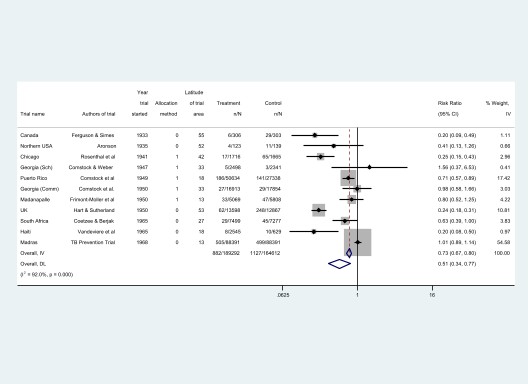 Year Latitude
trial Allocation of trial Treatment Control Risk Ratio % Weight,
Trial name Authors of trial started method area n/N n/N (95% CI) IV
Canada Ferguson & Simes 1933 0 55 6/306 29/303 0.20 (0.09, 0.49) 1.11
Northern USA Aronson 1935 0 52 4/123 11/139 0.41 (0.13, 1.26) 0.66
Chicago Rosenthal et al 1941 1 42 17/1716 65/1665 0.25 (0.15, 0.43) 2.96
Georgia (Sch) Comstock & Webber 1947 1 33 5/2498 3/2341 1.56 (0.37, 6.53) 0.41
Puerto Rico Comstock et al 1949 1 18 186/50634 141/27338 0.71 (0.57, 0.89) 17.42
Georgia (Comm) Comstock et al. 1950 1 33 27/16913 29/17854 0.98 (0.58, 1.66) 3.03
Madanapalle Frimont-Moller et al 1950 1 13 33/5069 47/5808 0.80 (0.52, 1.25) 4.22
UK Hart & Sutherland 1950 0 53 62/13598 248/12867 0.24 (0.18, 0.31) 10.81
South Africa Coetzee & Berjak 1965 0 27 29/7499 45/7277 0.63 (0.39, 1.00) 3.83
Haiti Vandeviere et al 1965 0 18 8/2545 10/629 0.20 (0.08, 0.50) 0.97
Madras TB Prevention Trial 1968 0 13 505/88391 499/88391 1.01 (0.89, 1.14) 54.58
Overall, IV 882/189292 1127/164612 0.73 (0.67, 0.80) 100.00
Overall, DL 0.51 (0.34, 0.77)
(I² = 92.0%, p = 0.000)
.0625 1 16